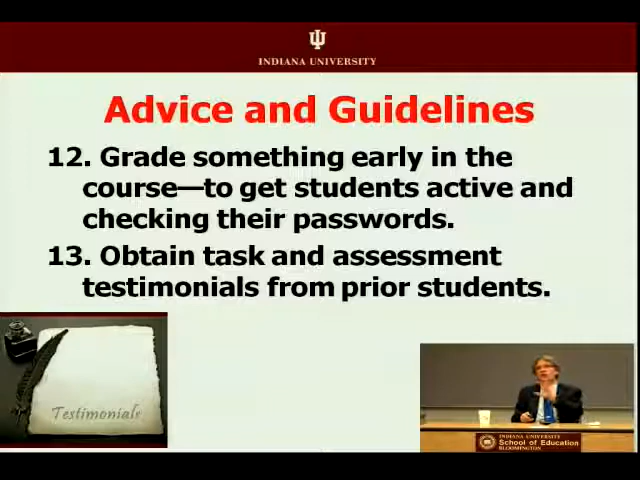 INDIANA UNIVERSITY
Advice and Guidelines
12. Grade something early in the
course—to get students active and
checking their passwords.
13. Obtain task and assessment
testimonials from prior students.
Testimonials
INDIANA UNIVERSITY
School of Education
BLOOMINGTON